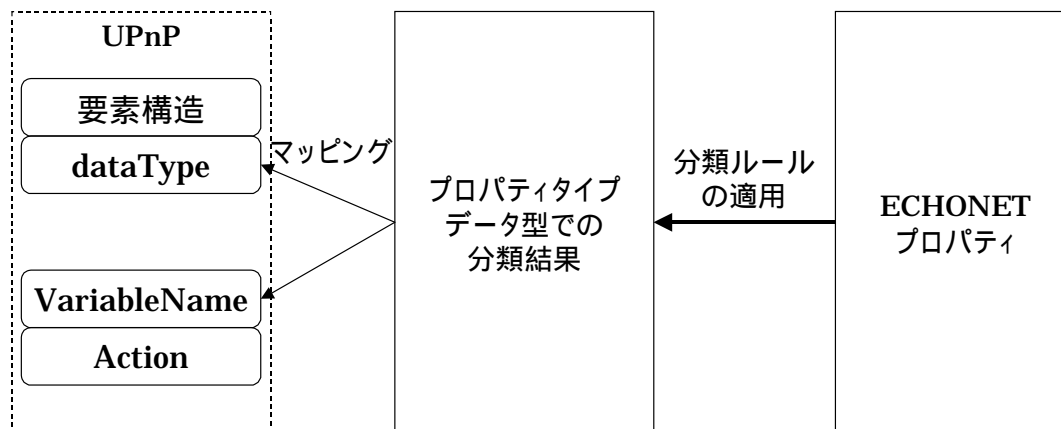 UPnP
要素構造
dataType
VariableName
Action
マッピング
プロパティタイプ
データ型での
分類結果
分類ルール
の適用
ECHONET
プロパティ